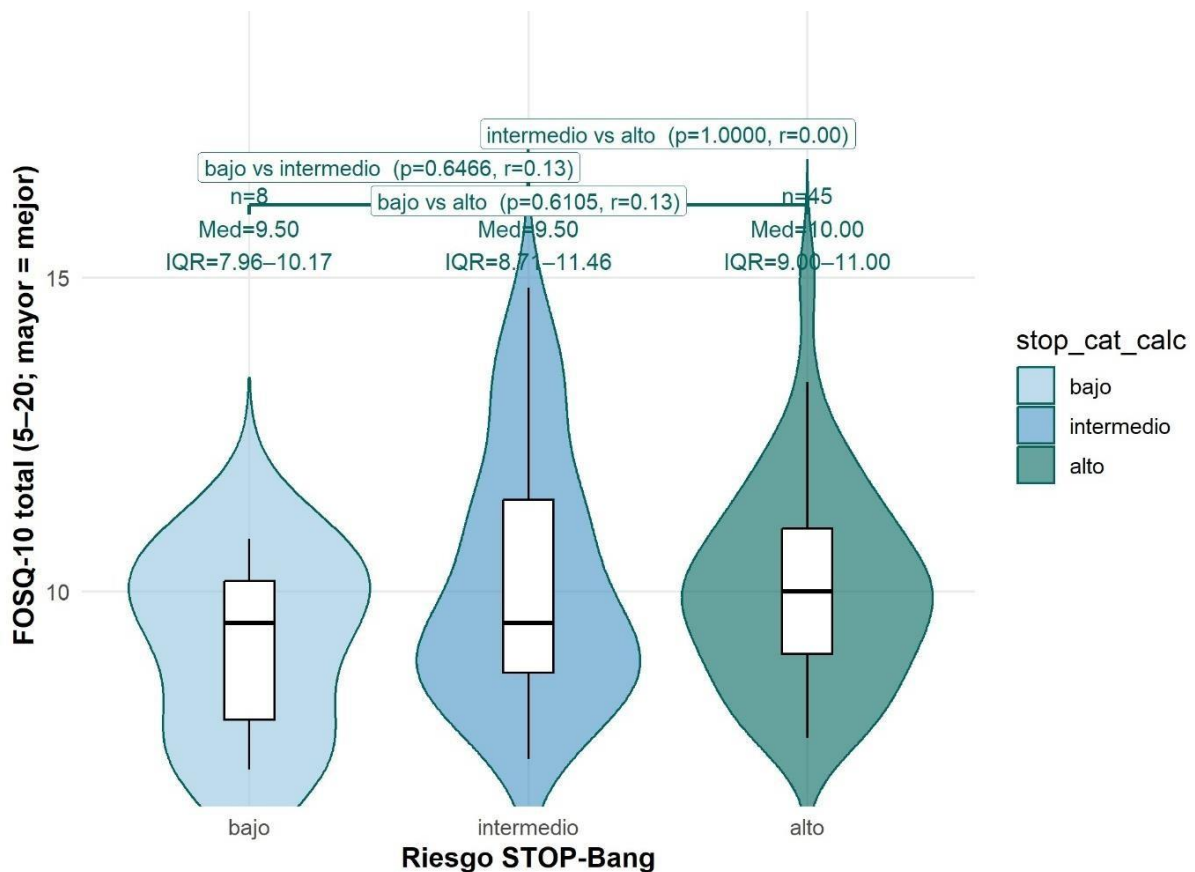 intermedio vs alto (p=1.0000, r=0.00)
bajo vs intermedio (p=0.6466, r=0.13)
n=8
bajo vs alto (p=0.6105, r=0.13)
n=45
Med=9.50
Med=9.50
Med=10.00
IQR=7.96–10.17
IQR=8.71–11.46
IQR=9.00–11.00
15
10
FOSQ-10 total (5–20; mayor = mejor)
stop_cat_calc
bajo
intermedio
alto
bajo
intermedio
alto
Riesgo STOP-Bang